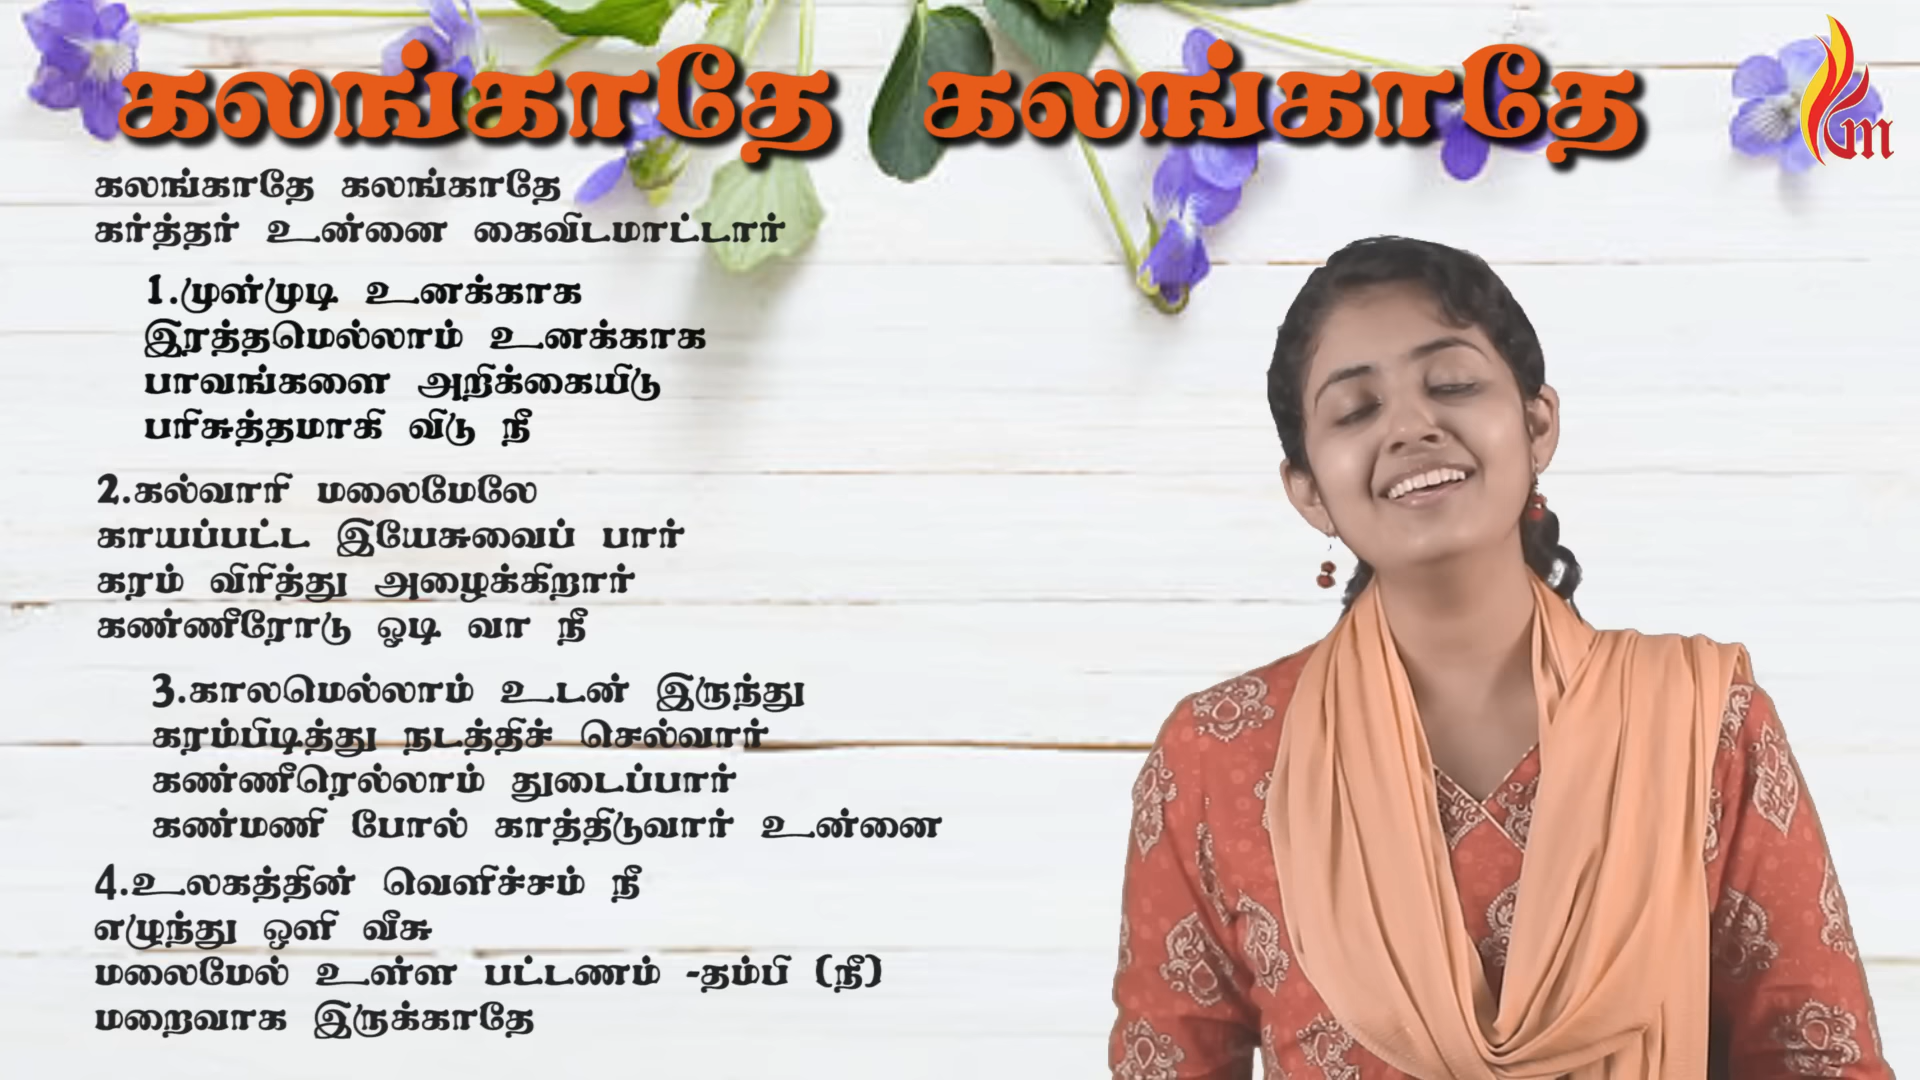 கலங்காதே கலங்காதே
கலங்காதே கலங்காதே
கர்த்தர் உன்னை கைவிடமாட்டார்
1.முள்முடி உனக்காக
இரத்தமெல்லாம் உனக்காக
பாவங்களை அறிக்கையிடு
பரிசுத்தமாகி விடு நீ
2.கல்வாரி மலைமேலே
காயப்பட்ட இயேசுவைப் பார்
கரம் விரித்து அழைக்கிறார்
கண்ணீரோடு ஓடி வா நீ
3.காலமெல்லாம் உடன் இருந்து
கரம்பிடித்து நடத்திச் செல்வார்
கண்ணீரெல்லாம் துடைப்பார்
கண்மணி போல் காத்திடுவார் உன்னை
4.உலகத்தின் வெளிச்சம் நீ
எழுந்து ஒளி வீசு
மலைமேல் உள்ள பட்டணம் -தம்பி (நீ)
மறைவாக இருக்காதே